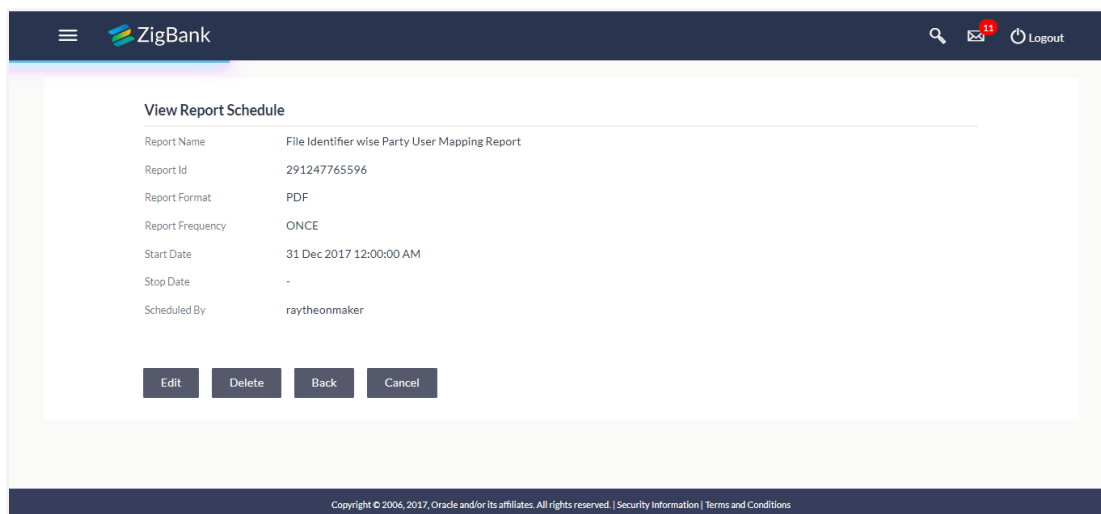 ZigBank 11 Logout
View Report Schedule
Report Name File Identifier wise Party User Mapping Report
Report Id 291247765596
Report Format PDF
Report Frequency ONCE
Start Date 31 Dec 2017 12:00:00 AM
Stop Date -
Scheduled By raytheonmaker
Edit Delete Back Cancel
Copyright © 2006, 2017, Oracle and/or its affiliates. All rights reserved. | Security Information | Terms and Conditions